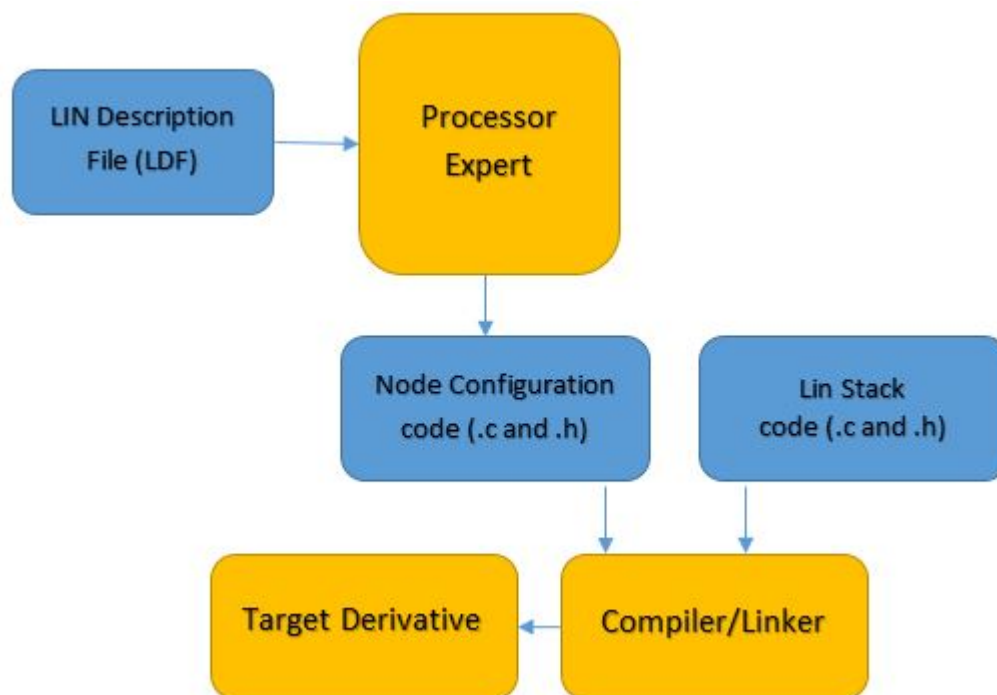 LIN Description
File (LDF)
Processor
Expert
Node Configuration
code (.c and .h)
Lin Stack
code (.c and .h)
Target Derivative
Compiler/Linker